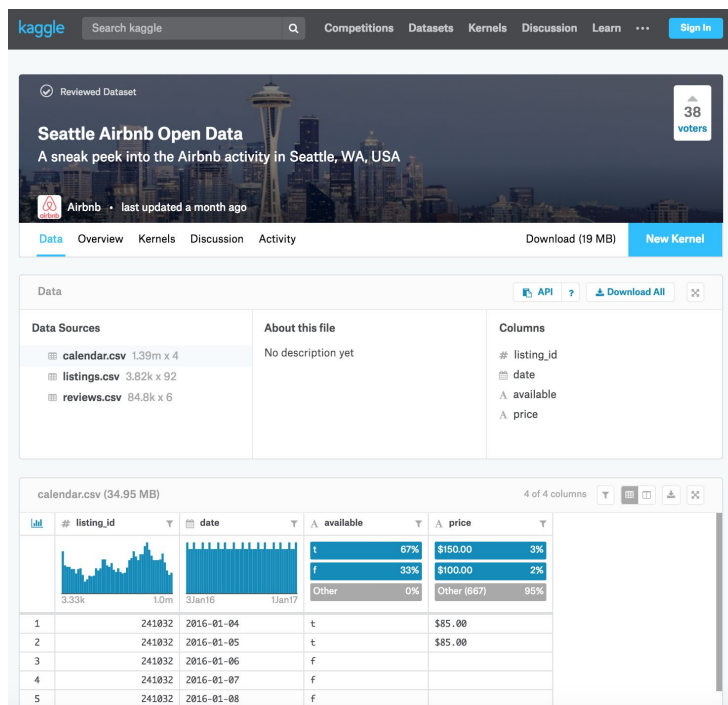 kaggle Search kaggle Competitions Datasets Kernels Discussion Learn ••• Sign In
Reviewed Dataset
38
voters
Seattle Airbnb Open Data
A sneak peek into the Airbnb activity in Seattle, WA, USA
airbnb Airbnb • last updated a month ago
Data Overview Kernels Discussion Activity Download (19 MB) New Kernel
Data API ? Download All
Data Sources About this file Columns
calendar.csv 1.39m x 4 No description yet # listing_id
listings.csv 3.82k x 92 date
reviews.csv 84.8k x 6 A available
A price
calendar.csv (34.95 MB) 4 of 4 columns
# listing_id date A available A price
t 67% $150.00 3%
f 33% $100.00 2%
Other 0% Other (667) 95%
3.33k 1.0m 3Jan16 1Jan17
1 241032 2016-01-04 t $85.00
2 241032 2016-01-05 t $85.00
3 241032 2016-01-06 f
4 241032 2016-01-07 f
5 241032 2016-01-08 f